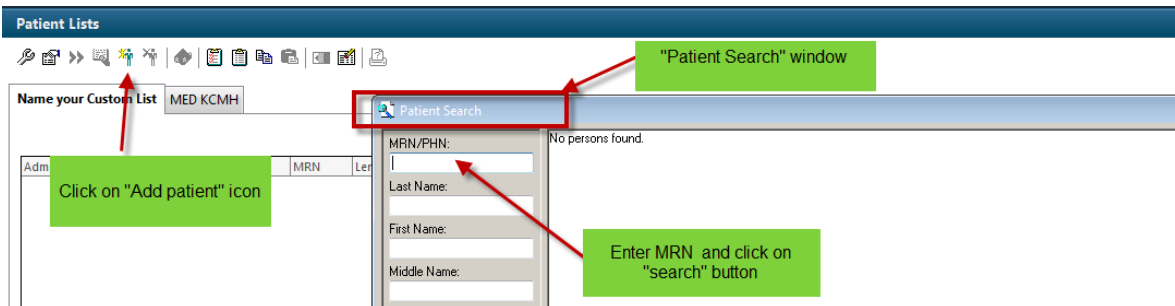 Patient Lists
"Patient Search" window
Name your Custom List
MED KCMH
Patient Search
MRN/PHN:
No persons found.
Adm
MRN
Len
Click on "Add patient" icon
Last Name:
First Name:
Enter MRN and click on
"search" button
Middle Name: